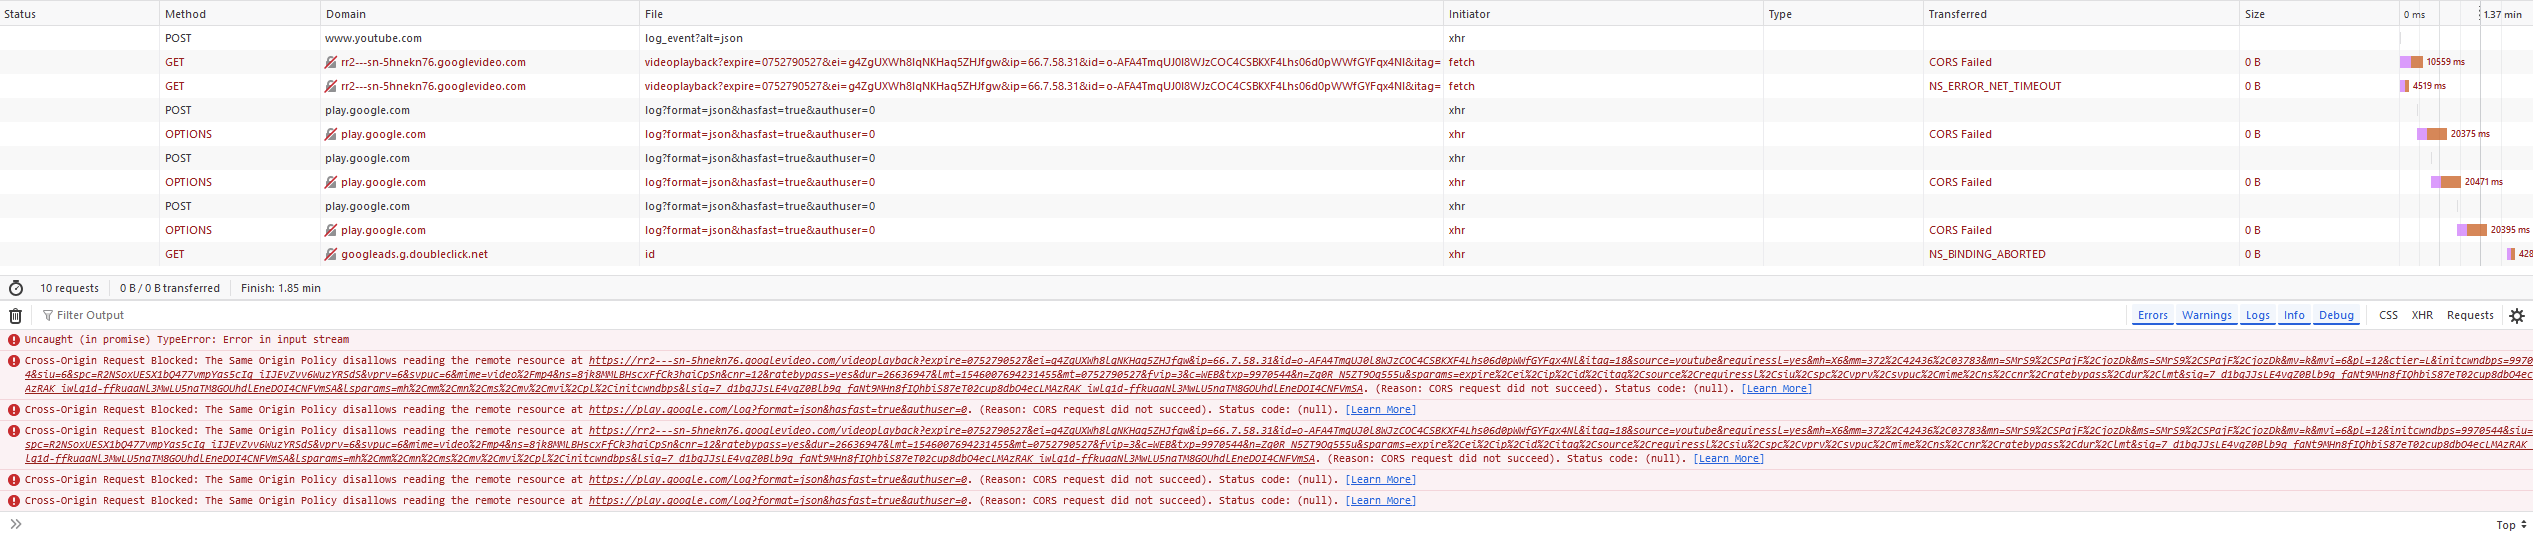 Status Method Domain File Initiator Type Transferred Size 0 ms 1.37 min
POST www.youtube.com log_event?alt=json xhr
GET rr2---sn-5hnekn76.googlevideo.com videoplayback?expire=0752790527&ei=g4ZgUXWh8lqNKHaq5ZHJfgw&ip=66.7.58.31&id=o-AFA4TmqUJ0l8WJzCOC4CSBKXF4Lhs06d0pWWfGYFqx4Nl&itag= fetch CORS Failed 0 B 10559 ms
GET rr2---sn-5hnekn76.googlevideo.com videoplayback?expire=0752790527&ei=g4ZgUXWh8lqNKHaq5ZHJfgw&ip=66.7.58.31&id=o-AFA4TmqUJ0l8WJzCOC4CSBKXF4Lhs06d0pWWfGYFqx4Nl&itag= fetch NS_ERROR_NET_TIMEOUT 0 B 4519 ms
POST play.google.com log?format=json&hasfast=true&authuser=0 xhr
OPTIONS play.google.com log?format=json&hasfast=true&authuser=0 xhr CORS Failed 0 B 20375 ms
POST play.google.com log?format=json&hasfast=true&authuser=0 xhr
OPTIONS play.google.com log?format=json&hasfast=true&authuser=0 xhr CORS Failed 0 B 20471 ms
POST play.google.com log?format=json&hasfast=true&authuser=0 xhr
OPTIONS play.google.com log?format=json&hasfast=true&authuser=0 xhr CORS Failed 0 B 20395 ms
GET googleads.g.doubleclick.net id xhr NS_BINDING_ABORTED 0 B 428
10 requests 0 B / 0 B transferred Finish: 1.85 min
Filter Output Errors Warnings Logs Info Debug CSS XHR Requests
Uncaught (in promise) TypeError: Error in input stream
Cross-Origin Request Blocked: The Same Origin Policy disallows reading the remote resource at https://rr2---sn-5hnekn76.googlevideo.com/videoplayback?expire=0752790527&ei=g4ZgUXWh8lqNKHaq5ZHJfgw&ip=66.7.58.31&id=o-AFA4TmqUJ0l8WJzCOC4CSBKXF4Lhs06d0pWWfGYFqx4Nl&itag=18&source=youtube&requiressl=yes&mh=X6&mm=372%2C42436%2C03783&mn=SMrS9%2CSPajF%2CjozDk&ms=SMrS9%2CSPajF%2CjozDk&mv=k&mvi=6&pl=12&ctier=L&initcwndbps=9970
4&siu=6&spc=R2NSoxUESX1bQ477vmpYas5cIg_iIJEvZvv6WuzYRSdS&vprv=6&svpuc=6&mime=video%2Fmp4&ns=8jk8MMLBHscxFfCk3haiCpSn&cnr=12&ratebypass=yes&dur=26636947&lmt=1546007694231455&mt=0752790527&fvip=3&c=WEB&txp=9970544&n=Zq0R_N5ZT9Oq555u&sparams=expire%2Cei%2Cip%2Cid%2Citag%2Csource%2Crequiressl%2Csiu%2Cspc%2Cvprv%2Csvpuc%2Cmime%2Cns%2Ccnr%2Cratebypass%2Cdur%2Clmt&sig=7_d1bqJJsLE4vqZ0Blb9q_faNt9MHn8fIQhbiS87eT02cup8dbO4ec
AzRAK_iwlq1d-ffkuaaNl3MwLU5naTM8GOUhdlEneDOI4CNFVmSA&lsparams=mh%2Cmm%2Cmn%2Cms%2Cmv%2Cmvi%2Cpl%2Cinitcwndbps&lsig=7_d1bqJJsLE4vqZ0Blb9q_faNt9MHn8fIQhbiS87eT02cup8dbO4ecLMAzRAK_iwlq1d-ffkuaaNl3MwLU5naTM8GOUhdlEneDOI4CNFVmSA. (Reason: CORS request did not succeed). Status code: (null). [Learn More]
Cross-Origin Request Blocked: The Same Origin Policy disallows reading the remote resource at https://play.google.com/log?format=json&hasfast=true&authuser=0. (Reason: CORS request did not succeed). Status code: (null). [Learn More]
Cross-Origin Request Blocked: The Same Origin Policy disallows reading the remote resource at https://rr2---sn-5hnekn76.googlevideo.com/videoplayback?expire=0752790527&ei=g4ZgUXWh8lqNKHaq5ZHJfgw&ip=66.7.58.31&id=o-AFA4TmqUJ0l8WJzCOC4CSBKXF4Lhs06d0pWWfGYFqx4Nl&itag=18&source=youtube&requiressl=yes&mh=X6&mm=372%2C42436%2C03783&mn=SMrS9%2CSPajF%2CjozDk&ms=SMrS9%2CSPajF%2CjozDk&mv=k&mvi=6&pl=12&initcwndbps=9970544&siu=
spc=R2NSoxUESX1bQ477vmpYas5cIg_iIJEvZvv6WuzYRSdS&vprv=6&svpuc=6&mime=video%2Fmp4&ns=8jk8MMLBHscxFfCk3haiCpSn&cnr=12&ratebypass=yes&dur=26636947&lmt=1546007694231455&mt=0752790527&fvip=3&c=WEB&txp=9970544&n=Zq0R_N5ZT9Oq555u&sparams=expire%2Cei%2Cip%2Cid%2Citag%2Csource%2Crequiressl%2Csiu%2Cspc%2Cvprv%2Csvpuc%2Cmime%2Cns%2Ccnr%2Cratebypass%2Cdur%2Clmt&sig=7_d1bqJJsLE4vqZ0Blb9q_faNt9MHn8fIQhbiS87eT02cup8dbO4ecLMAzRAK_
lq1d-ffkuaaNl3MwLU5naTM8GOUhdlEneDOI4CNFVmSA&lsparams=mh%2Cmm%2Cmn%2Cms%2Cmv%2Cmvi%2Cpl%2Cinitcwndbps&lsig=7_d1bqJJsLE4vqZ0Blb9q_faNt9MHn8fIQhbiS87eT02cup8dbO4ecLMAzRAK_iwlq1d-ffkuaaNl3MwLU5naTM8GOUhdlEneDOI4CNFVmSA. (Reason: CORS request did not succeed). Status code: (null). [Learn More]
Cross-Origin Request Blocked: The Same Origin Policy disallows reading the remote resource at https://play.google.com/log?format=json&hasfast=true&authuser=0. (Reason: CORS request did not succeed). Status code: (null). [Learn More]
Cross-Origin Request Blocked: The Same Origin Policy disallows reading the remote resource at https://play.google.com/log?format=json&hasfast=true&authuser=0. (Reason: CORS request did not succeed). Status code: (null). [Learn More]
Top